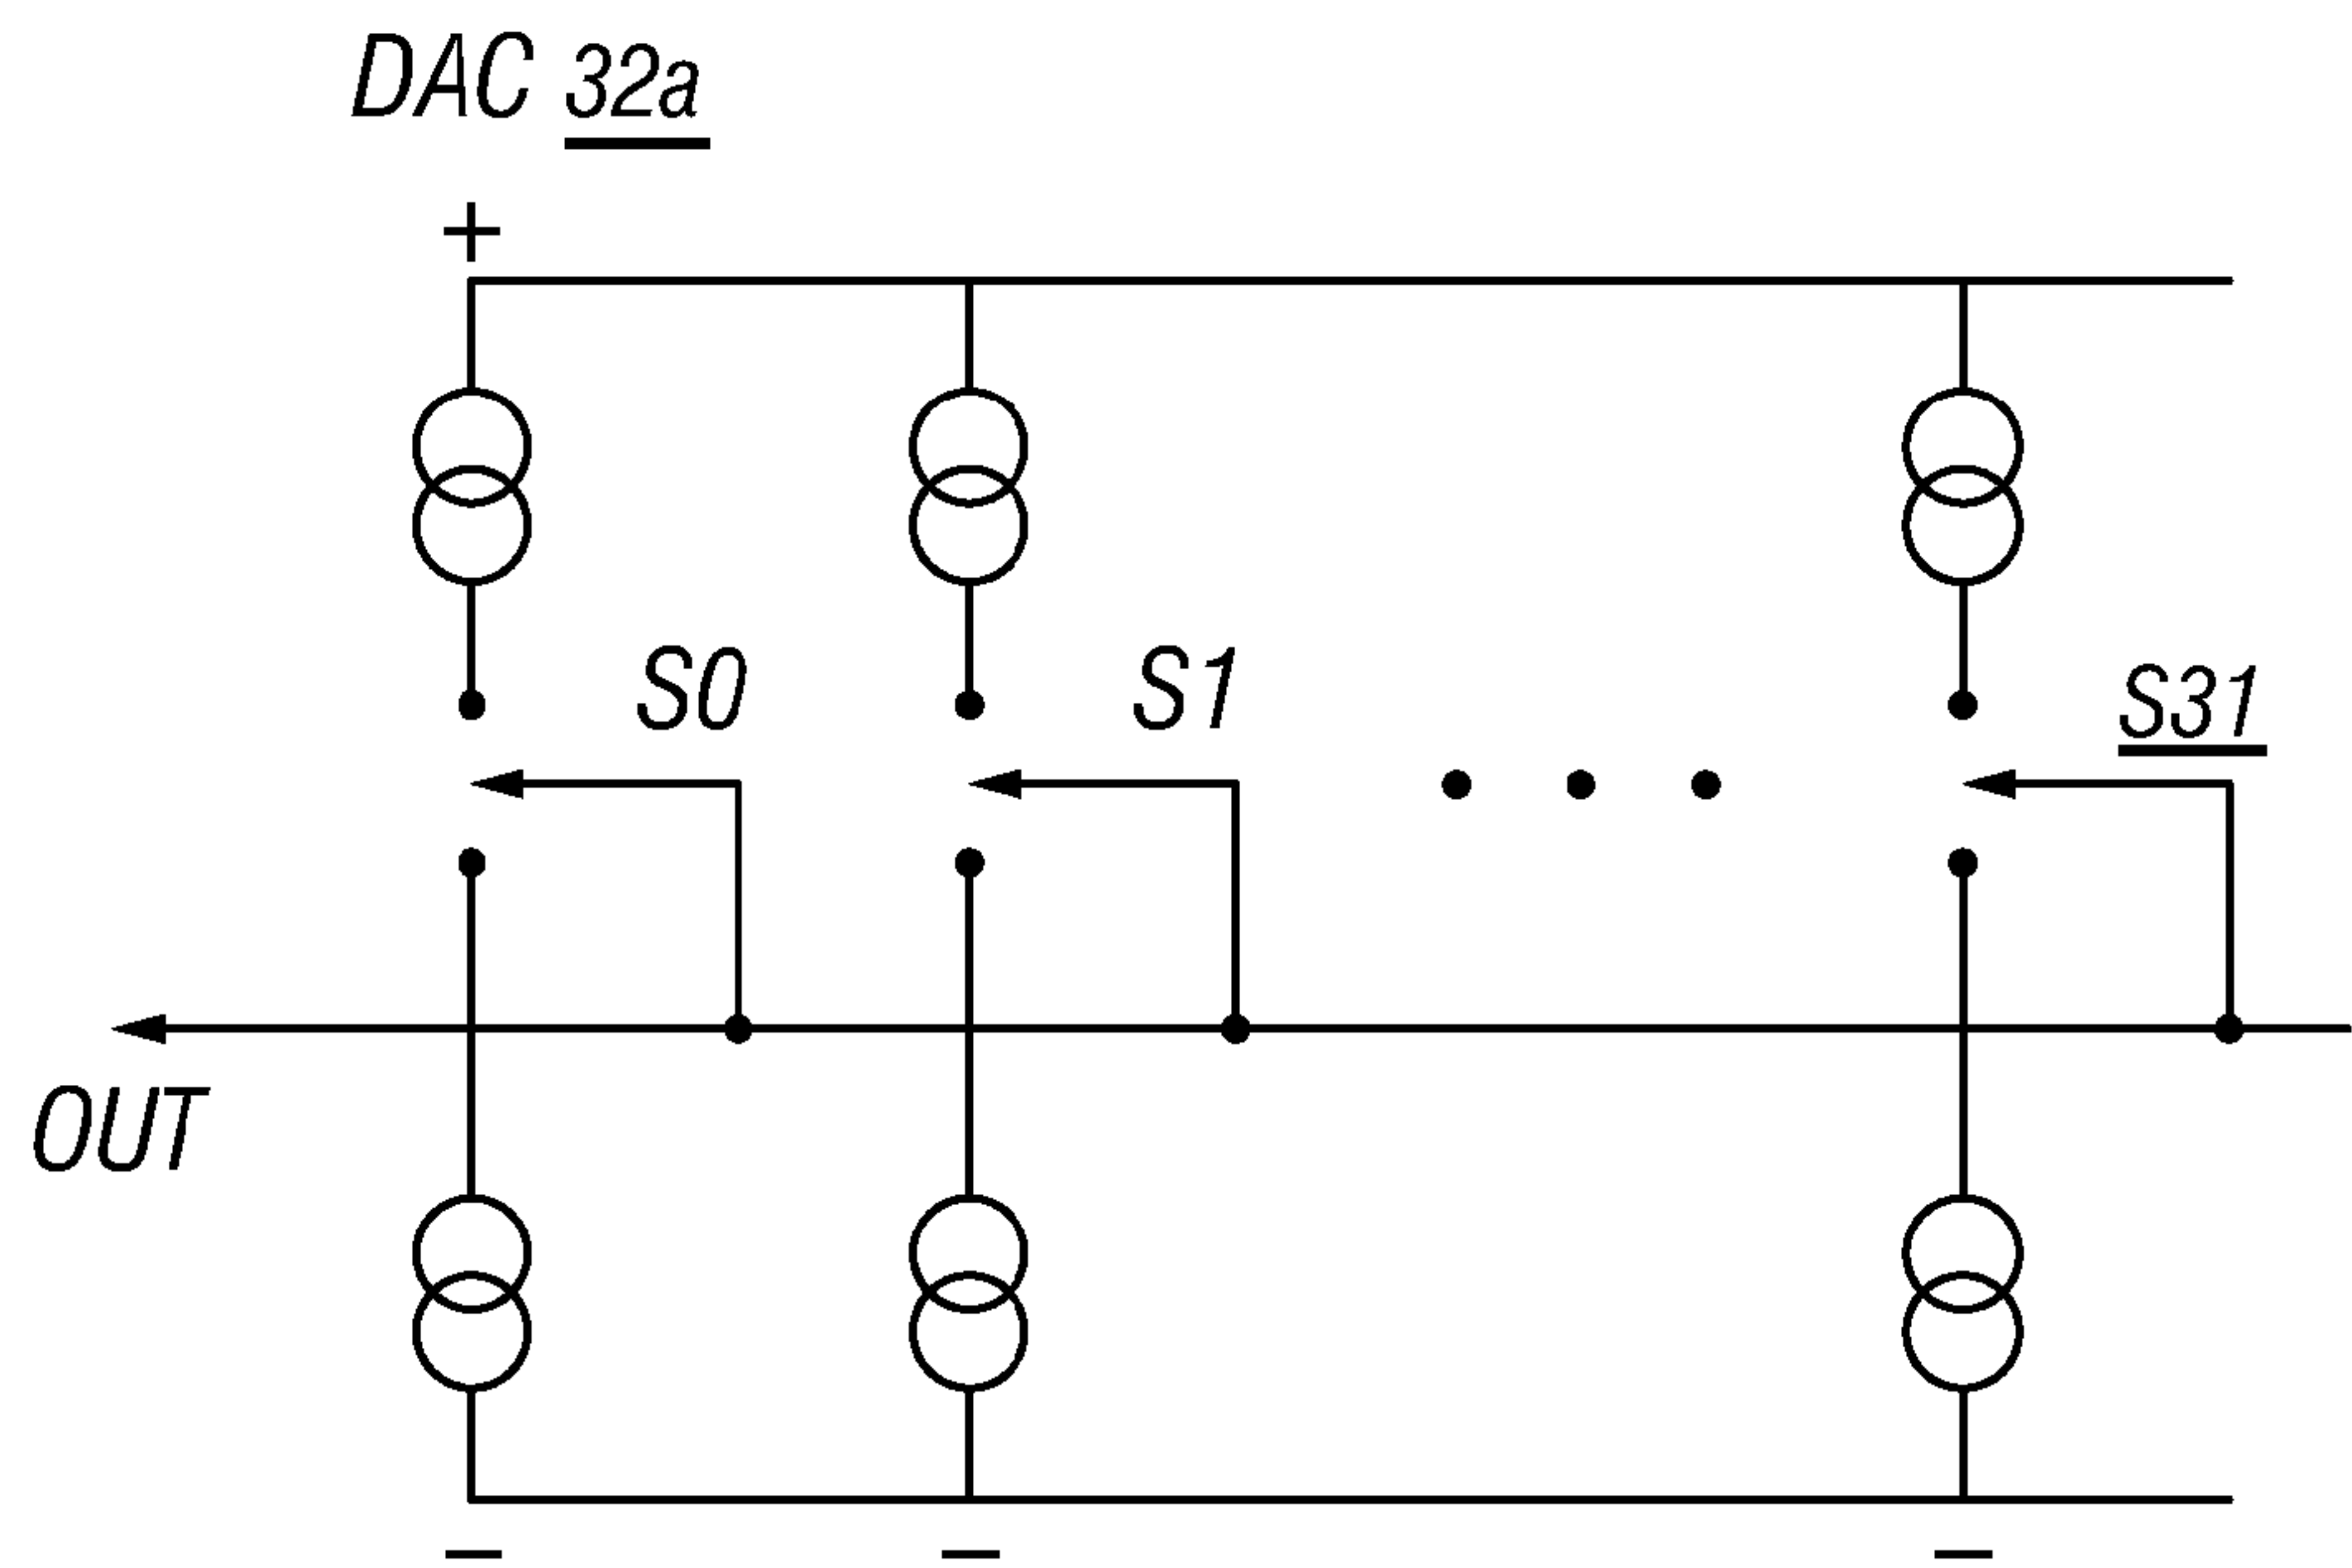 DAC 32a
+
S0 S1 S31
OUT
– – –